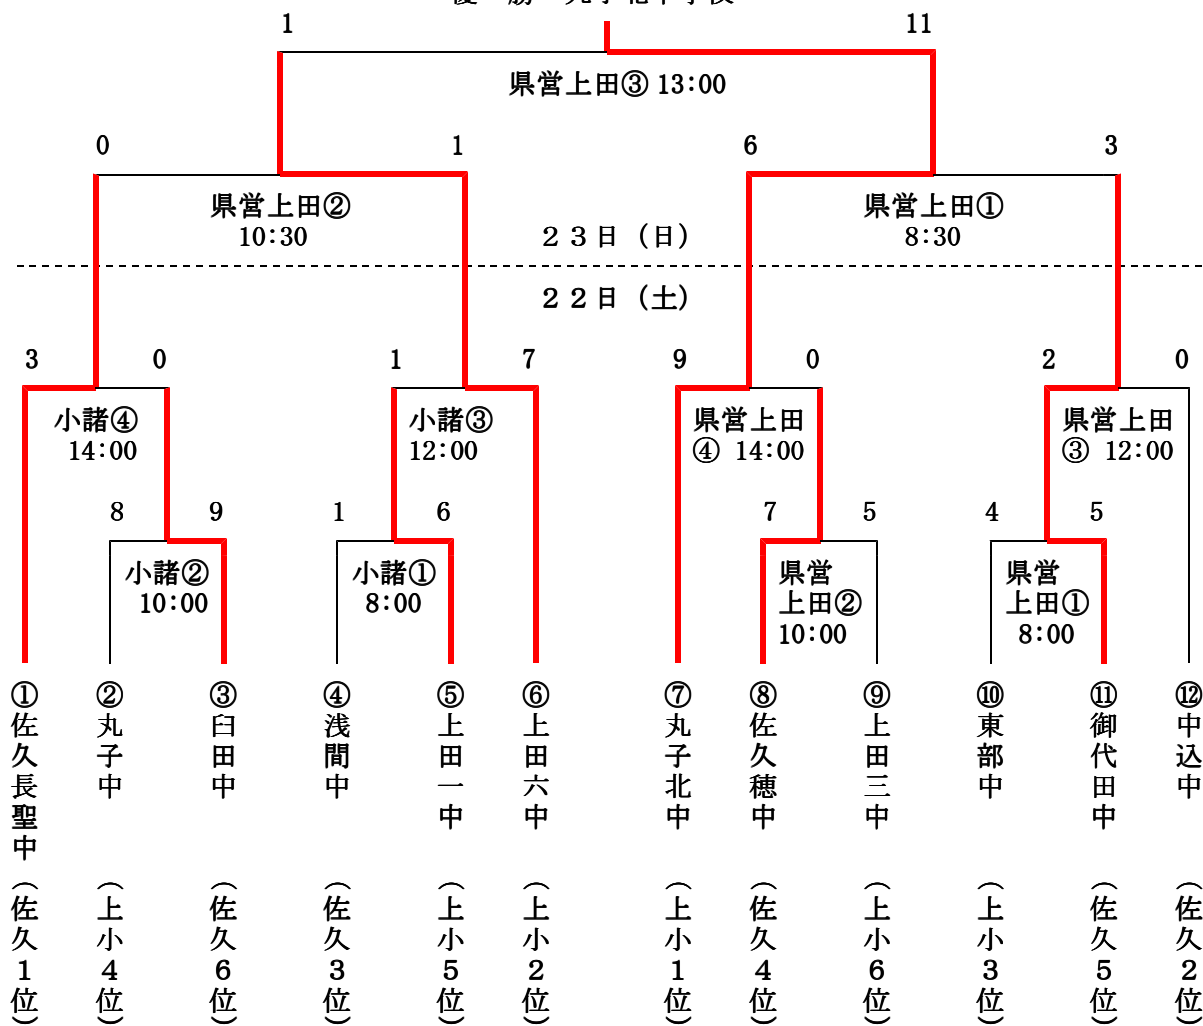 優　勝　丸子北中学校
1 11
県営上田③ 13:00
0 1 6 3
県営上田② 県営上田①
10:30 ２３日（日） 8:30
２２日（土）
3 0 1 7 9 0 2 0
小諸④ 小諸③ 県営上田 県営上田
14:00 12:00 ④ 14:00 ③ 12:00
8 9 1 6 7 5 4 5
小諸② 小諸① 県営 県営
10:00 8:00 上田② 上田①
10:00 8:00
①佐久長聖中（佐久１位）
②丸子中（上小４位）
③臼田中（佐久６位）
④浅間中（佐久３位）
⑤上田一中（上小５位）
⑥上田六中（上小２位）
⑦丸子北中（上小１位）
⑧佐久穂中（佐久４位）
⑨上田三中（上小６位）
⑩東部中（上小３位）
⑪御代田中（佐久５位）
⑫中込中（佐久２位）